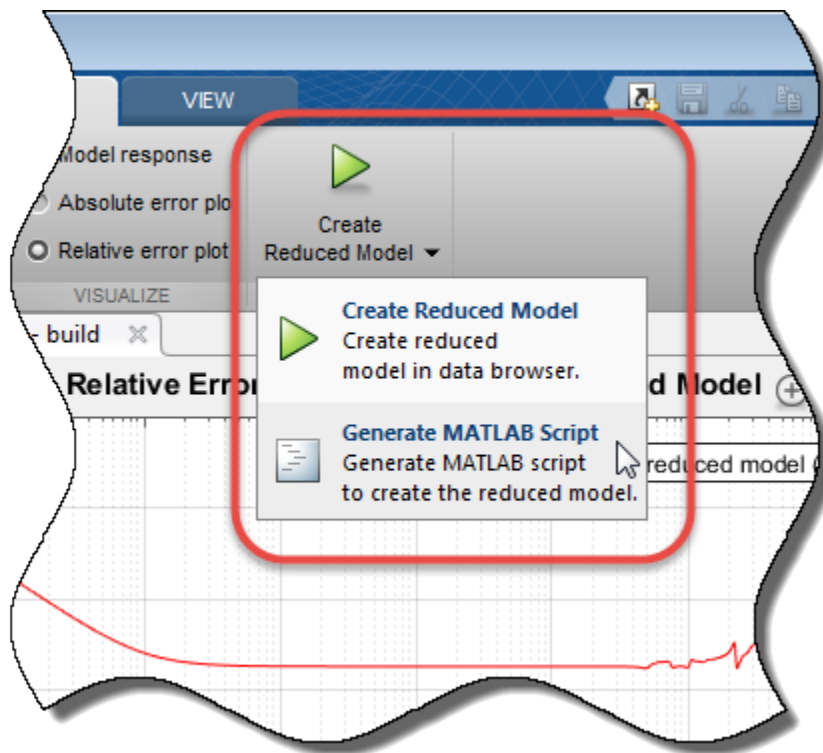 VIEW
Model response
Absolute error plo
Relative error plot
VISUALIZE
Create
Reduced Model
Create Reduced Model
Create reduced
model in data browser.
Generate MATLAB Script
Generate MATLAB script
to create the reduced model.
- build
Relative Erro
d Model
reduced model (